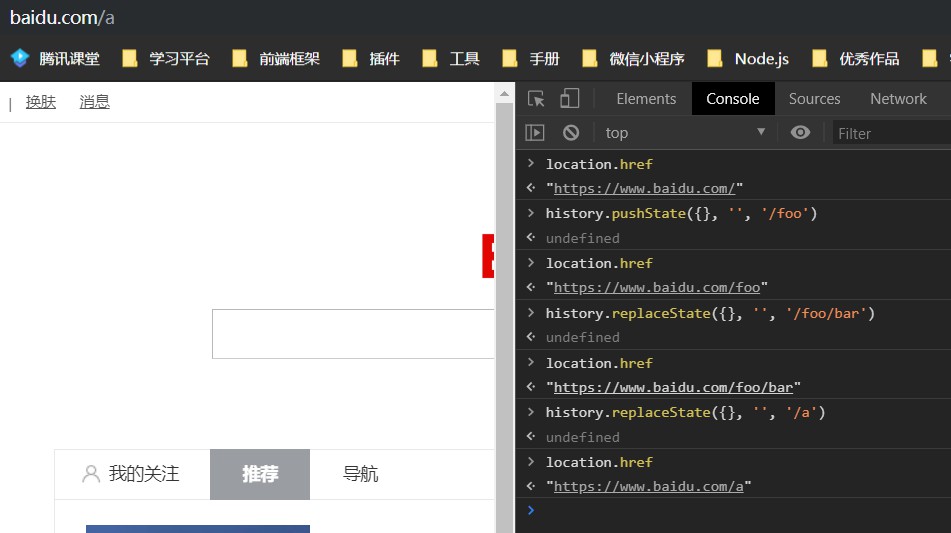 baidu.com/a
腾讯课堂 学习平台 前端框架 插件 工具 手册 微信小程序 Node.js 优秀作品
| 换肤 消息
我的关注 推荐 导航
Elements Console Sources Network
top Filter
location.href
"https://www.baidu.com/"
history.pushState({}, '', '/foo')
undefined
location.href
"https://www.baidu.com/foo"
history.replaceState({}, '', '/foo/bar')
undefined
location.href
"https://www.baidu.com/foo/bar"
history.replaceState({}, '', '/a')
undefined
location.href
"https://www.baidu.com/a"